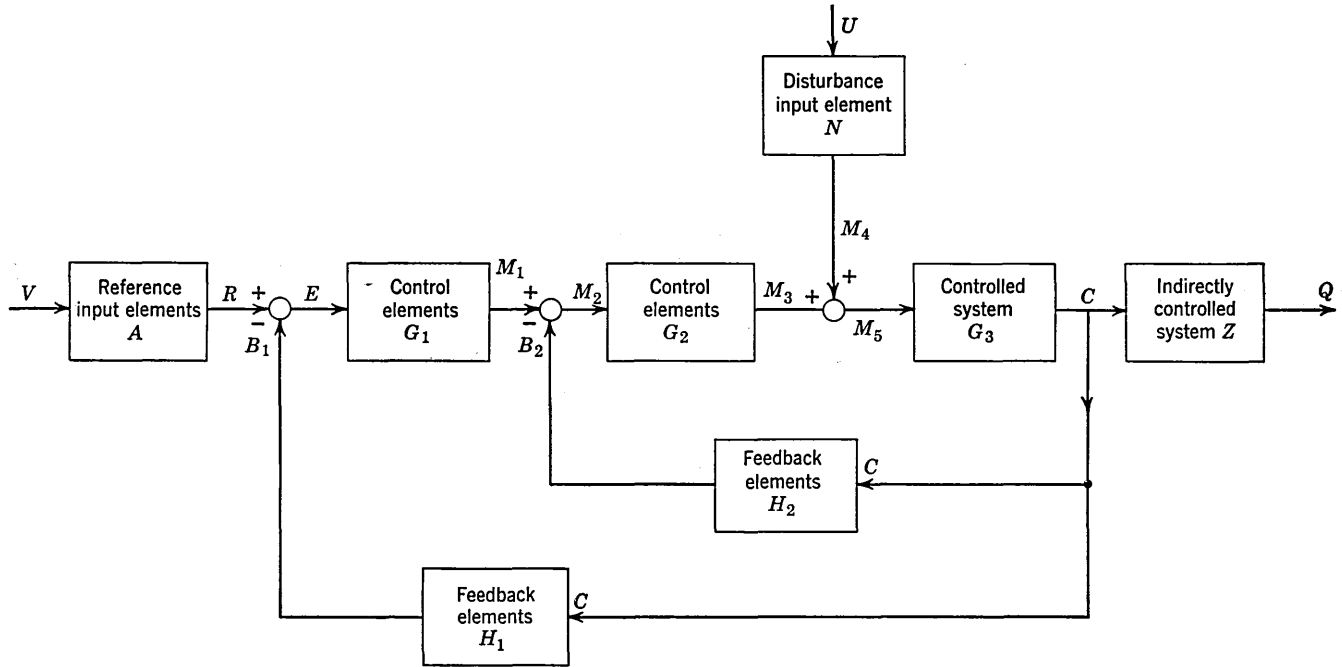 U
Disturbance
input element
N
M₄
V
Reference
input elements
A
R
+
−
B₁
E
Control
elements
G₁
M₁
+
−
B₂
M₂
Control
elements
G₂
M₃
+
+
M₅
Controlled
system
G₃
C
Indirectly
controlled
system Z
Q
Feedback
elements
H₂
C
Feedback
elements
H₁
C